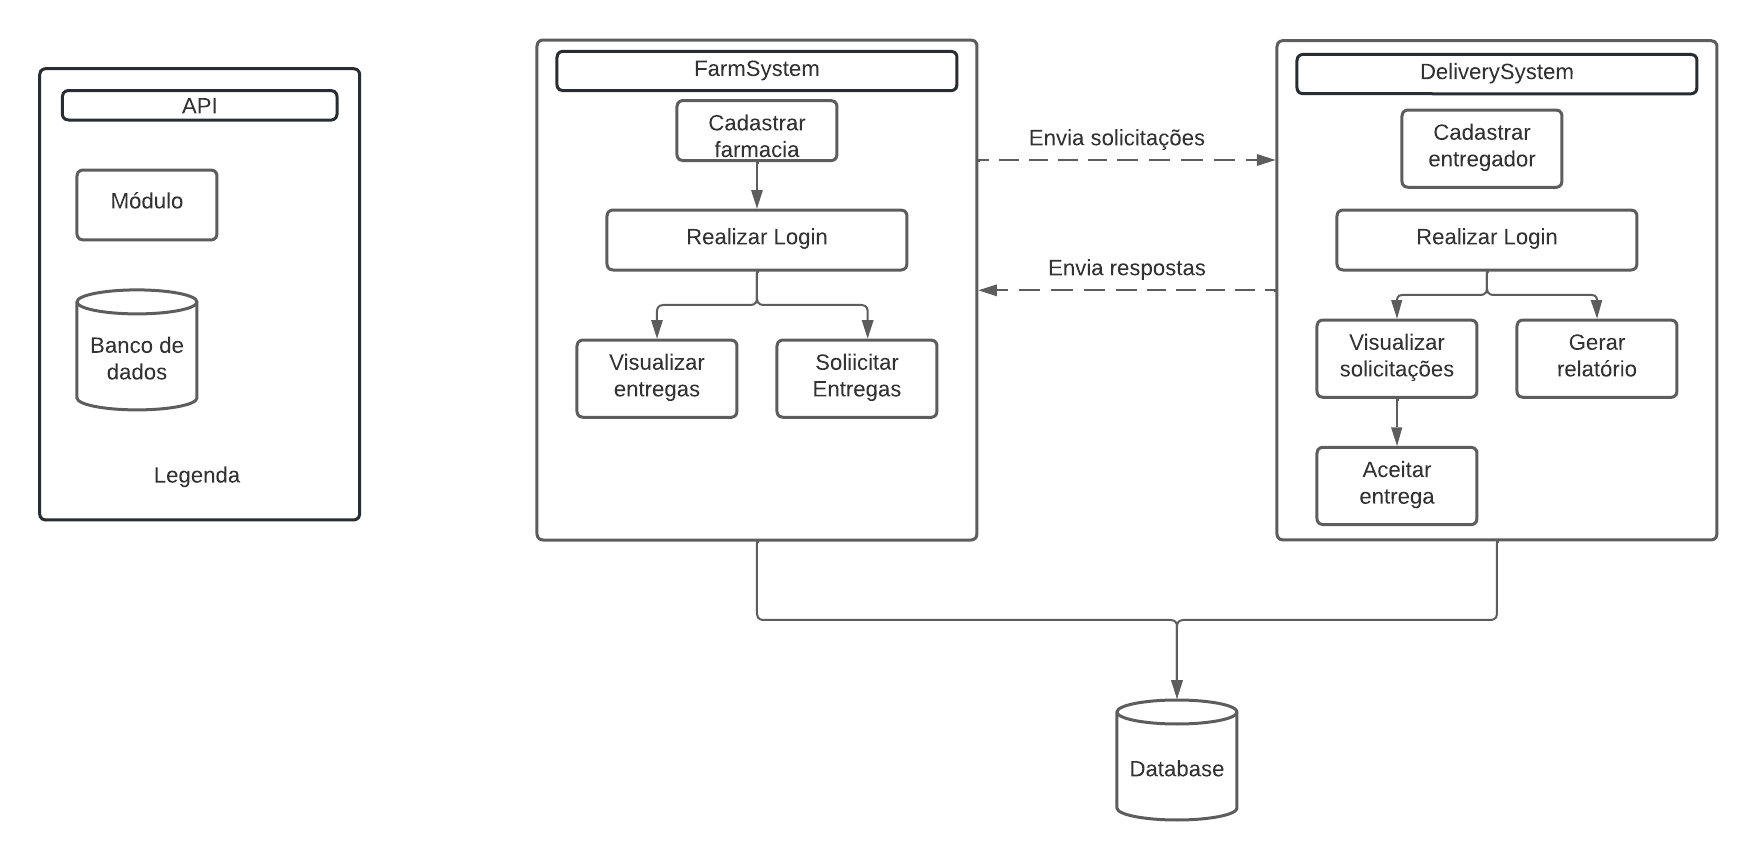 API
Módulo
Banco de
dados
Legenda
FarmSystem
Cadastrar
farmacia
Realizar Login
Visualizar
entregas
Soliicitar
Entregas
Envia solicitações
Envia respostas
DeliverySystem
Cadastrar
entregador
Realizar Login
Visualizar
solicitações
Gerar
relatório
Aceitar
entrega
Database